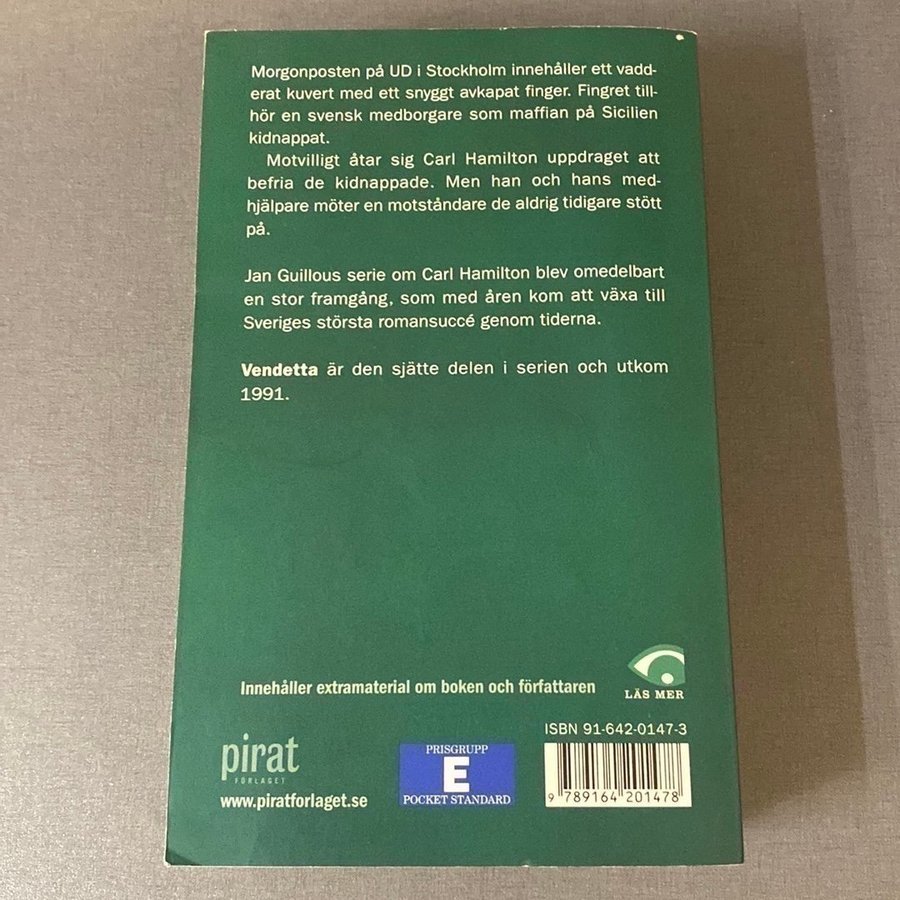 Morgonposten på UD i Stockholm innehåller ett vadd-
erat kuvert med ett snyggt avkapat finger. Fingret till-
hör en svensk medborgare som maffian på Sicilien
kidnappat.
Motvilligt åtar sig Carl Hamilton uppdraget att
befria de kidnappade. Men han och hans med-
hjälpare möter en motståndare de aldrig tidigare stött
på.
Jan Guillous serie om Carl Hamilton blev omedelbart
en stor framgång, som med åren kom att växa till
Sveriges största romansuccé genom tiderna.
Vendetta är den sjätte delen i serien och utkom
1991.
Innehåller extramaterial om boken och författaren
LÄS MER
ISBN 91-642-0147-3
pirat
FÖRLAGET
www.piratforlaget.se
PRISGRUPP
E
POCKET STANDARD
9 789164 201478